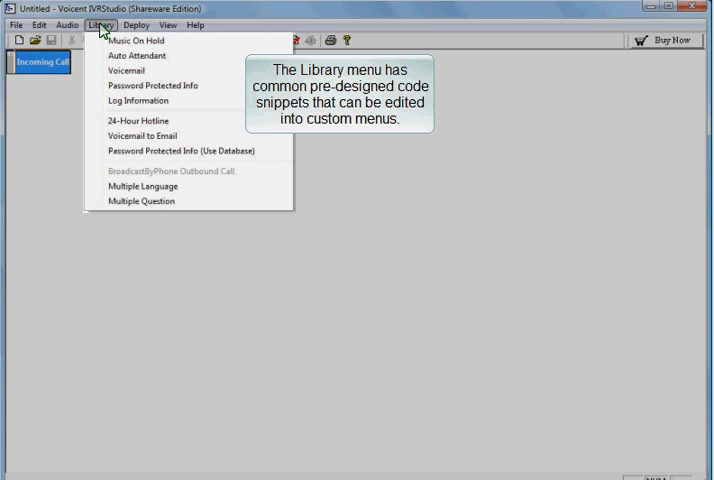 Untitled - Voicent IVRStudio (Shareware Edition)
File Edit Audio Library Deploy View Help
Buy Now
Incoming Call
Music On Hold
Auto Attendant
Voicemail
Password Protected Info
Log Information
24-Hour Hotline
Voicemail to Email
Password Protected Info (Use Database)
BroadcastByPhone Outbound Call
Multiple Language
Multiple Question
The Library menu has
common pre-designed code
snippets that can be edited
into custom menus.
NUM